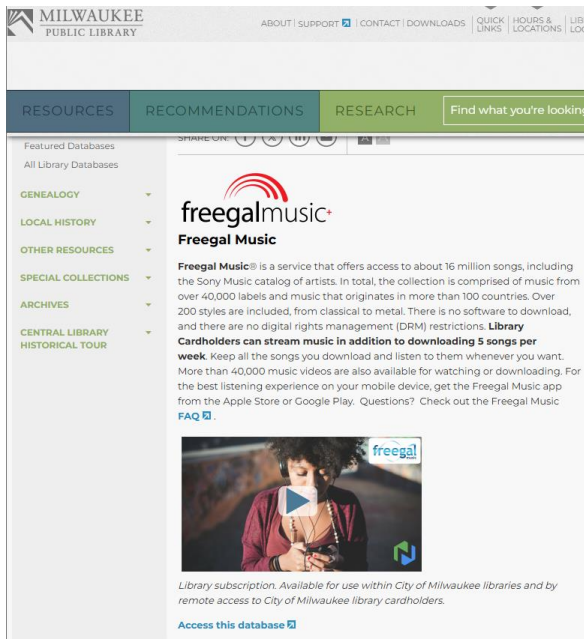 MILWAUKEE
PUBLIC LIBRARY
ABOUT | SUPPORT | CONTACT | DOWNLOADS
QUICK LINKS
HOURS & LOCATIONS
RESOURCES
RECOMMENDATIONS
RESEARCH
Find what you're looking
SHARE ON:
Featured Databases
All Library Databases
GENEALOGY
LOCAL HISTORY
OTHER RESOURCES
SPECIAL COLLECTIONS
ARCHIVES
CENTRAL LIBRARY
HISTORICAL TOUR
freegalmusic+
Freegal Music
Freegal Music® is a service that offers access to about 16 million songs, including
the Sony Music catalog of artists. In total, the collection is comprised of music from
over 40,000 labels and music that originates in more than 100 countries. Over
200 styles are included, from classical to metal. There is no software to download,
and there are no digital rights management (DRM) restrictions. Library
Cardholders can stream music in addition to downloading 5 songs per
week. Keep all the songs you download and listen to them whenever you want.
More than 40,000 music videos are also available for watching or downloading. For
the best listening experience on your mobile device, get the Freegal Music app
from the Apple Store or Google Play. Questions? Check out the Freegal Music
FAQ .
freegal
Library subscription. Available for use within City of Milwaukee libraries and by
remote access to City of Milwaukee library cardholders.
Access this database